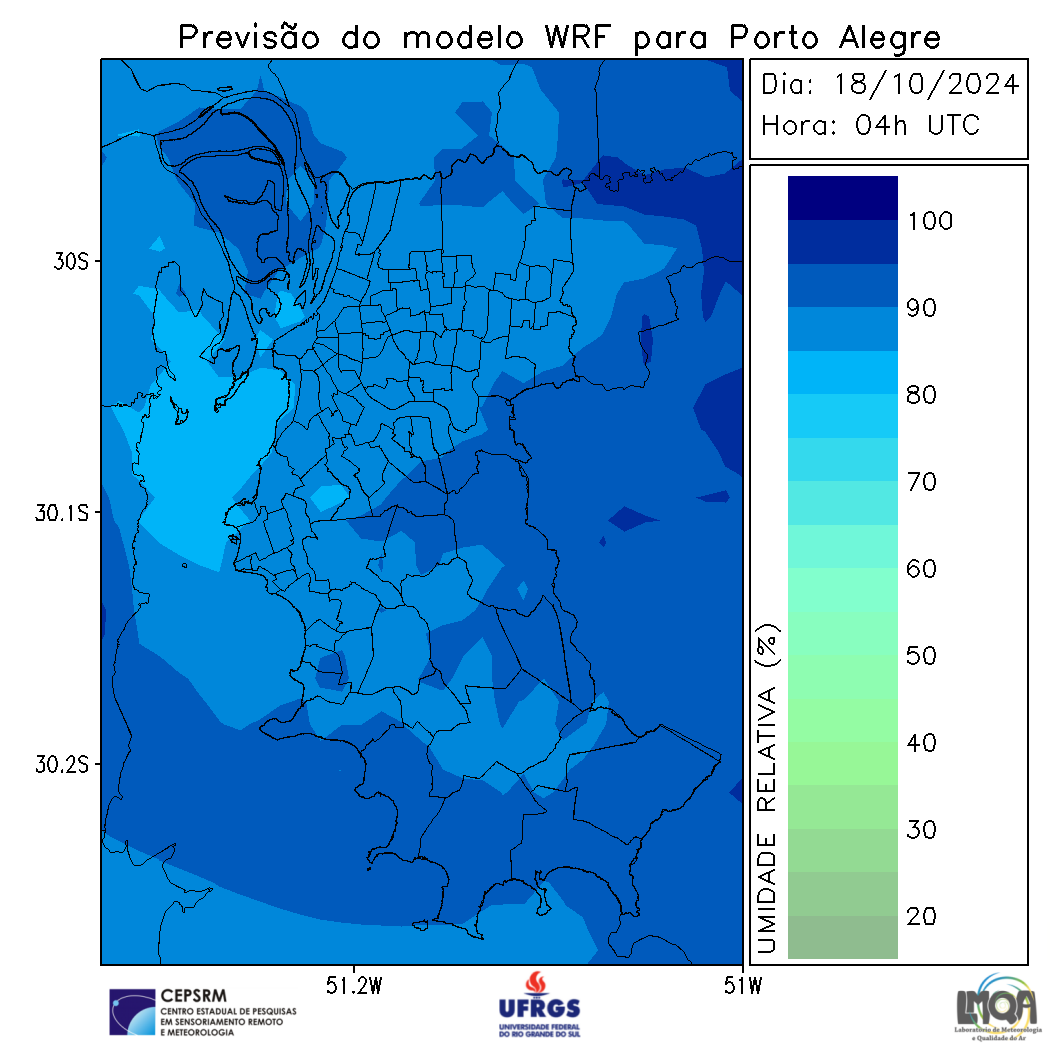 Previsão do modelo WRF para Porto Alegre
Dia: 18/10/2024
Hora: 04h UTC
30S
30.1S
30.2S
51.2W
51W
UMIDADE RELATIVA (%)
100
90
80
70
60
50
40
30
20
CEPSRM
CENTRO ESTADUAL DE PESQUISAS
EM SENSORIAMENTO REMOTO
E METEOROLOGIA
UFRGS
UNIVERSIDADE FEDERAL
DO RIO GRANDE DO SUL
LMQA
Laboratório de Meteorologia
e Qualidade do Ar